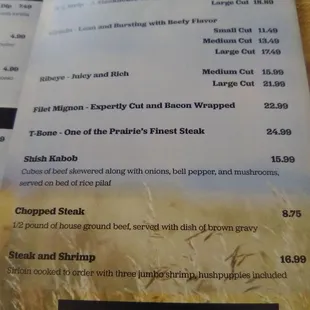 Large Cut 18.99
4.99
Lean and Bursting with Beefy Flavor
Small Cut 11.49
Medium Cut 13.49
Large Cut 17.49
4.99
Ribeye - Juicy and Rich
Medium Cut 15.99
Large Cut 21.99
Filet Mignon - Expertly Cut and Bacon Wrapped 22.99
T-Bone - One of the Prairie's Finest Steak 24.99
Shish Kabob 15.99
Cubes of beef skewered along with onions, bell pepper, and mushrooms,
served on bed of rice pilaf
Chopped Steak 8.75
1/2 pound of house ground beef, served with dish of brown gravy
Steak and Shrimp 16.99
Sirloin cooked to order with three jumbo shrimp, hushpuppies included